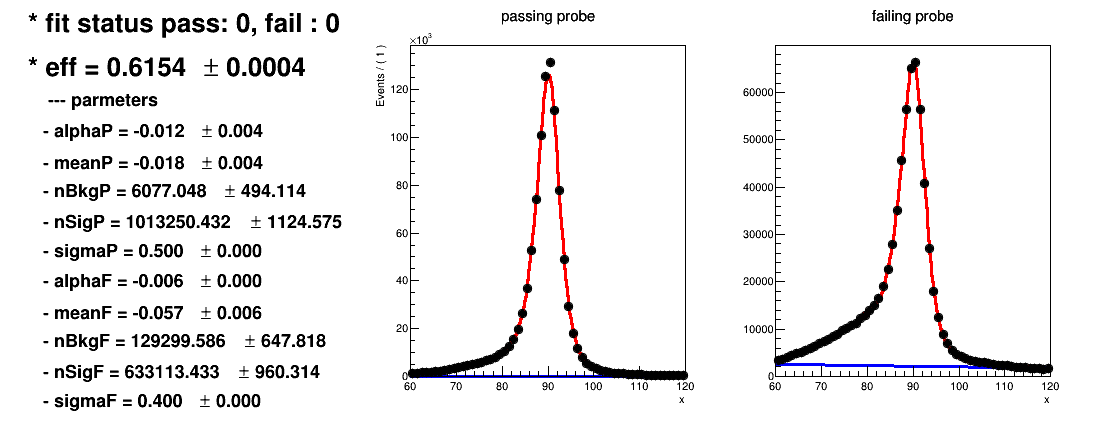 * fit status pass: 0, fail : 0
* eff = 0.6154 ± 0.0004
--- parmeters
- alphaP = -0.012 ± 0.004
- meanP = -0.018 ± 0.004
- nBkgP = 6077.048 ± 494.114
- nSigP = 1013250.432 ± 1124.575
- sigmaP = 0.500 ± 0.000
- alphaF = -0.006 ± 0.000
- meanF = -0.057 ± 0.006
- nBkgF = 129299.586 ± 647.818
- nSigF = 633113.433 ± 960.314
- sigmaF = 0.400 ± 0.000
passing probe
×10³
Events / ( 1 )
120
100
80
60
40
20
0
60 70 80 90 100 110 120
x
failing probe
60000
50000
40000
30000
20000
10000
0
60 70 80 90 100 110 120
x